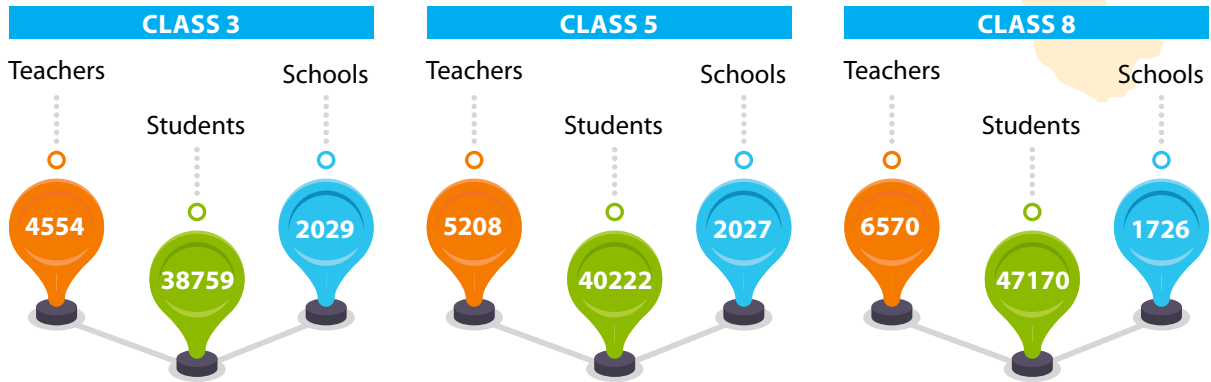 CLASS 3
Teachers
Schools
Students
4554
2029
38759
CLASS 5
Teachers
Schools
Students
5208
2027
40222
CLASS 8
Teachers
Schools
Students
6570
1726
47170